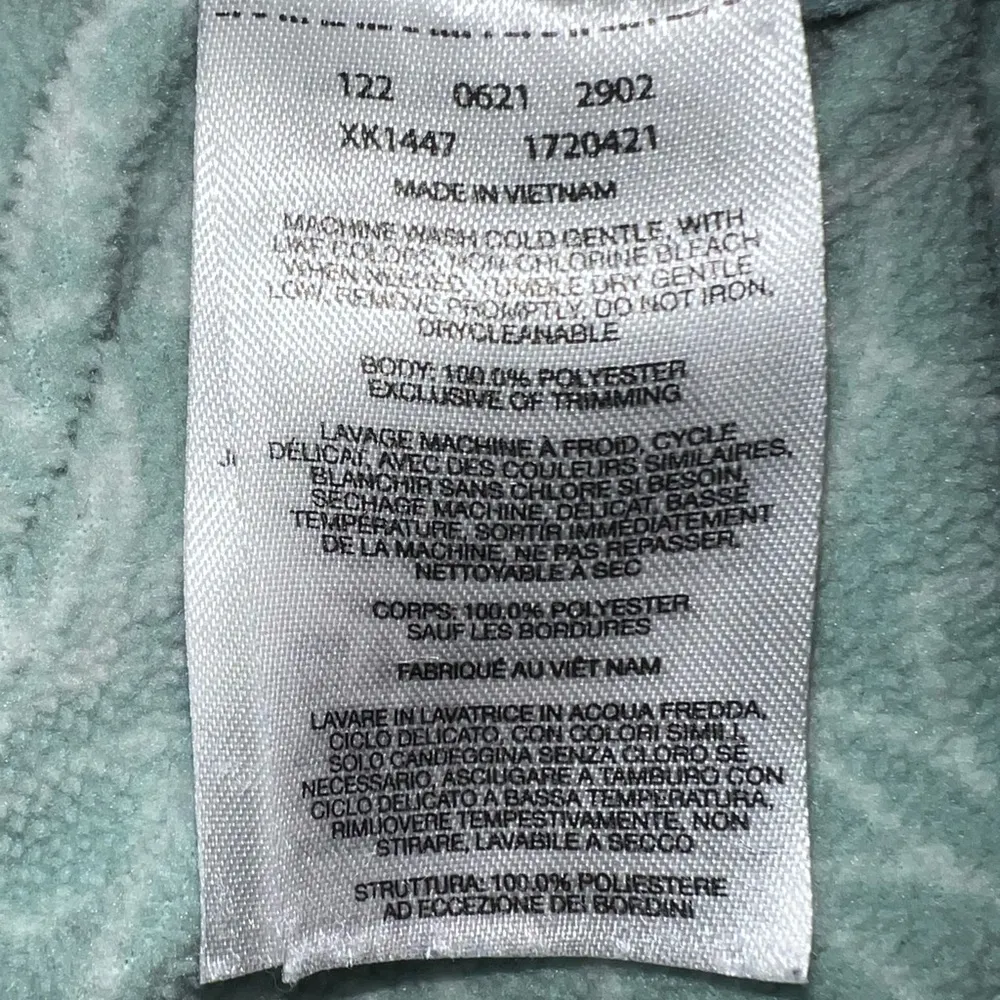 122 0621 2902
XK1447 1720421
MADE IN VIETNAM
MACHINE WASH COLD GENTLE, WITH
LIKE COLORS, NON-CHLORINE BLEACH
WHEN NEEDED, TUMBLE DRY GENTLE
LOW, REMOVE PROMPTLY, DO NOT IRON,
DRYCLEANABLE
BODY: 100.0% POLYESTER
EXCLUSIVE OF TRIMMING
LAVAGE MACHINE À FROID, CYCLE
DÉLICAT, AVEC DES COULEURS SIMILAIRES,
BLANCHIR SANS CHLORE SI BESOIN,
SÉCHAGE MACHINE, DÉLICAT, BASSE
TEMPÉRATURE, SORTIR IMMÉDIATEMENT
DE LA MACHINE, NE PAS REPASSER,
NETTOYABLE À SEC
CORPS: 100.0% POLYESTER
SAUF LES BORDURES
FABRIQUÉ AU VIÊT NAM
LAVARE IN LAVATRICE IN ACQUA FREDDA,
CICLO DELICATO, CON COLORI SIMILI,
SOLO CANDEGGINA SENZA CLORO SE
NECESSARIO, ASCIUGARE A TAMBURO CON
CICLO DELICATO A BASSA TEMPERATURA,
RIMUOVERE TEMPESTIVAMENTE, NON
STIRARE, LAVABILE A SECCO
STRUTTURA: 100.0% POLIESTERE
AD ECCEZIONE DEI BORDINI